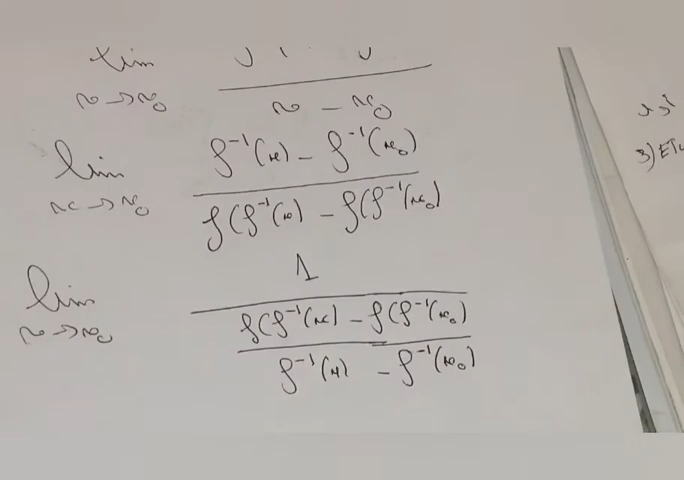 lim
x→x₀ x - x₀
lim f⁻¹(x) - f⁻¹(x₀)
x→x₀ f(f⁻¹(x) - f(f⁻¹(x₀)
lim 1
x→x₀ f(f⁻¹(x) - f(f⁻¹(x₀)
f⁻¹(x) - f⁻¹(x₀)
3) ETu